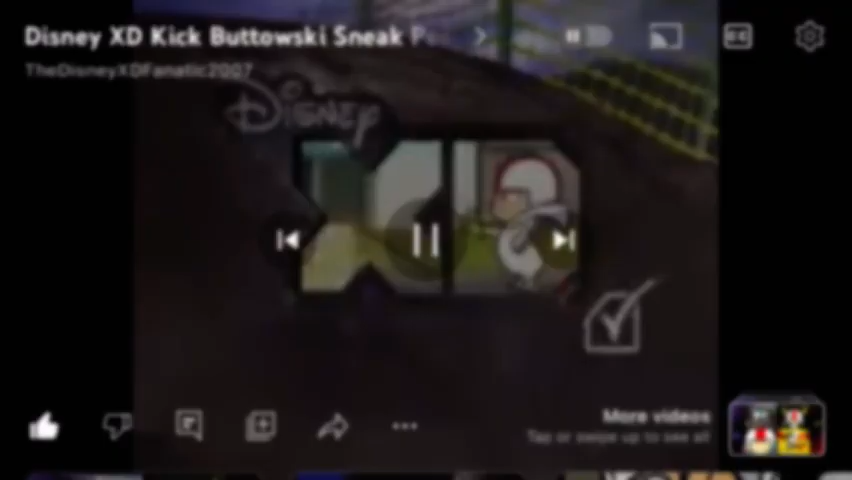 Disney XD Kick Buttowski Sneak
TheDisneyXDFanatic2007
Disney
XD
More videos
Tap or swipe up to see all